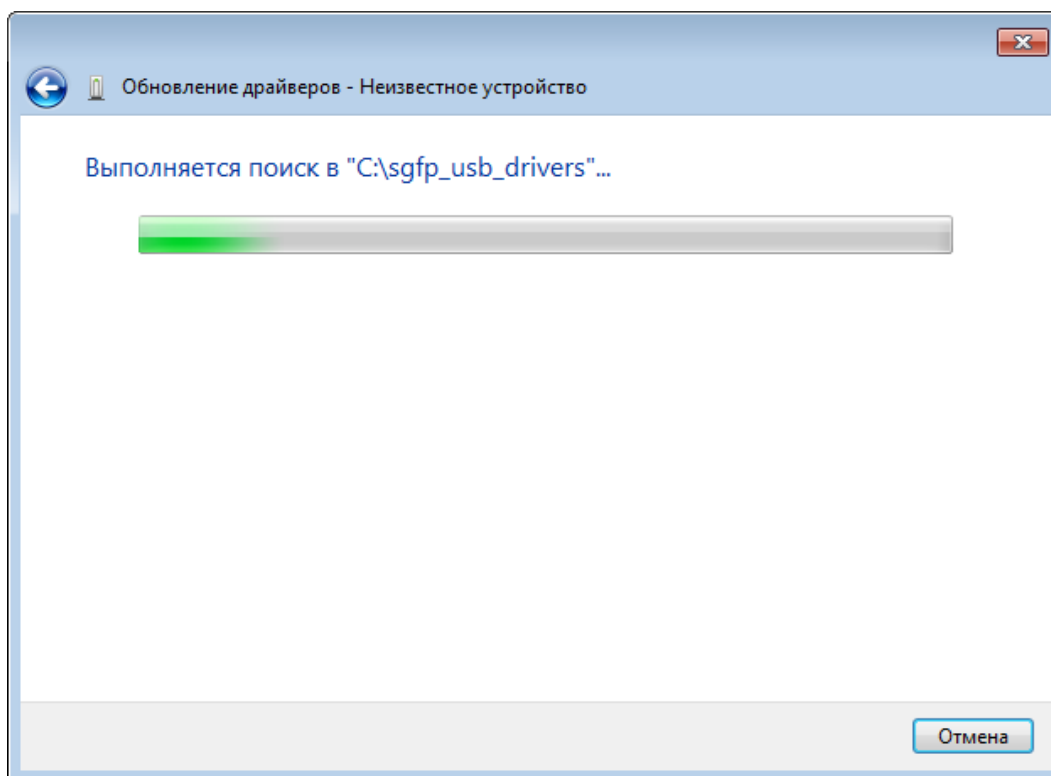 Обновление драйверов - Неизвестное устройство
Выполняется поиск в "C:\sgfp_usb_drivers"...
Отмена